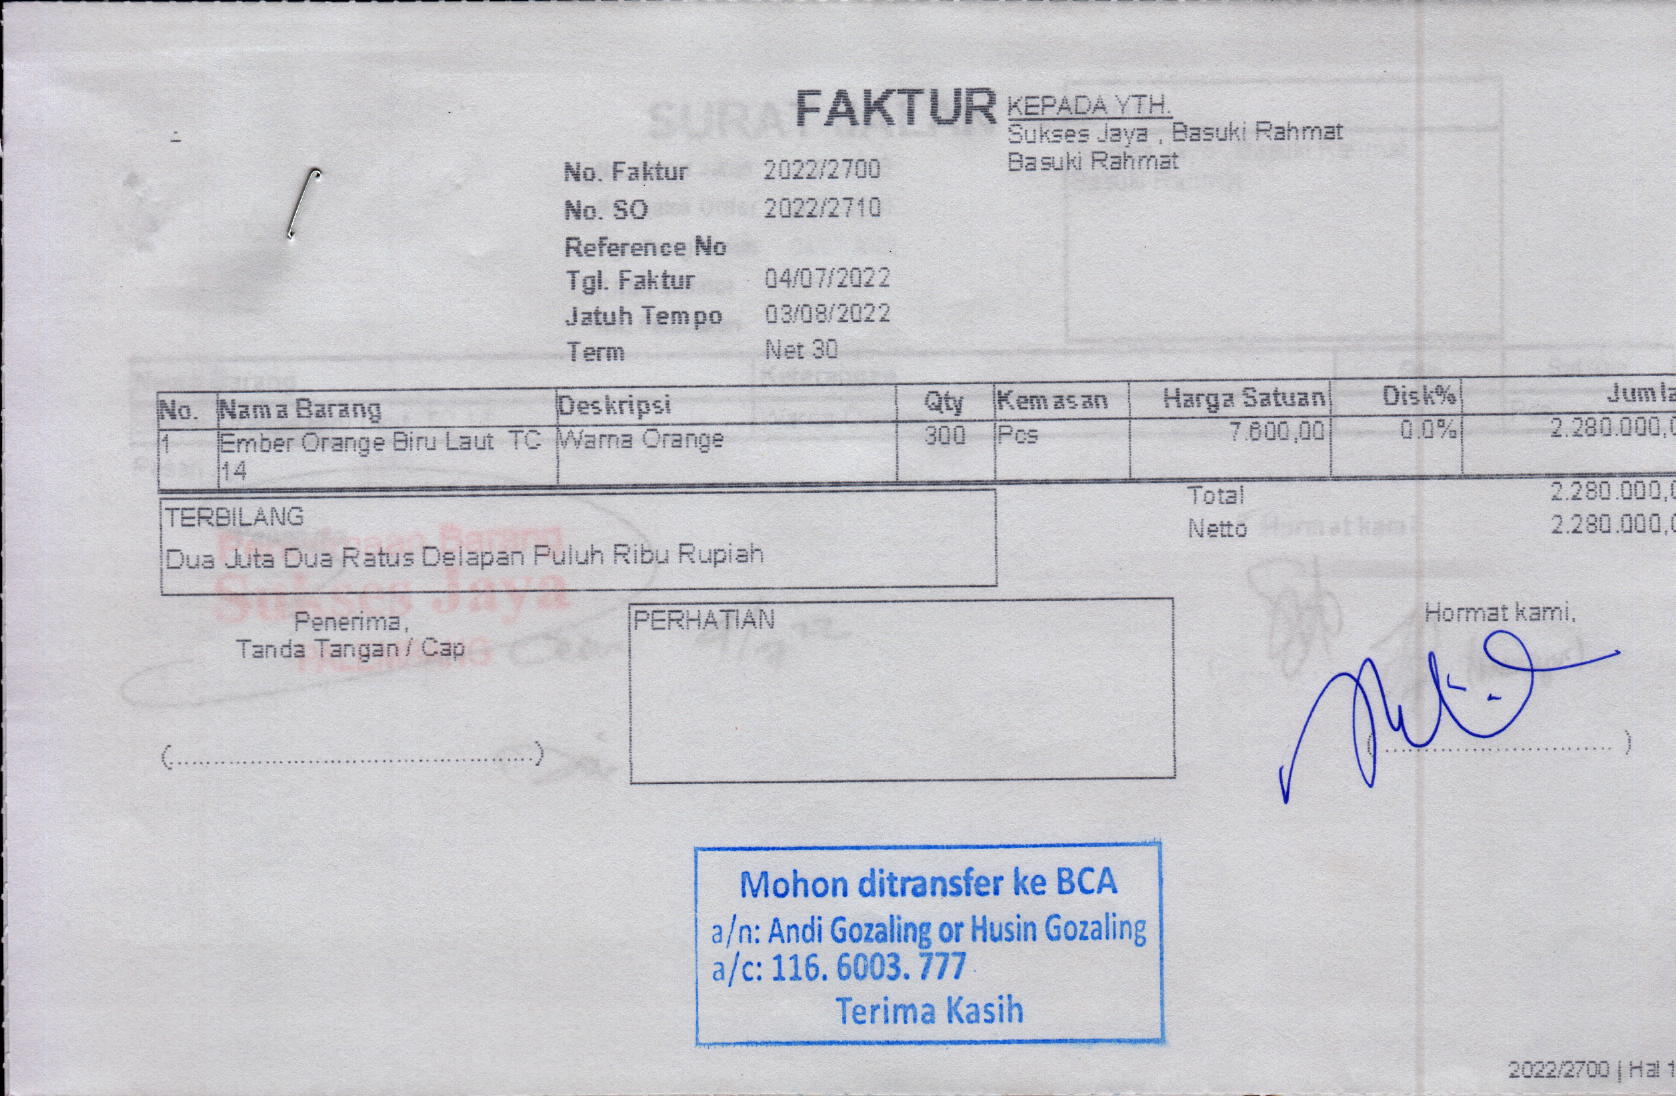 FAKTUR
KEPADA YTH.
Sukses Jaya , Basuki Rahmat
Basuki Rahmat
No. Faktur 2022/2700
No. SO 2022/2710
Reference No
Tgl. Faktur 04/07/2022
Jatuh Tempo 03/08/2022
Term Net 30
No. Nama Barang Deskripsi Qty Kemasan Harga Satuan Disk% Jumla
1 Ember Orange Biru Laut TC Warna Orange 300 Pcs 7.600,00 0.0% 2.280.000,0
14
Total 2.280.000,0
Netto 2.280.000,0
TERBILANG
Dua Juta Dua Ratus Delapan Puluh Ribu Rupiah
Penerima,
Tanda Tangan / Cap
PERHATIAN
Hormat kami,
(..........................................)
(.............................. )
Sukses Jaya
Mohon ditransfer ke BCA
a/n: Andi Gozaling or Husin Gozaling
a/c: 116. 6003. 777
Terima Kasih
2022/2700 | Hal 1